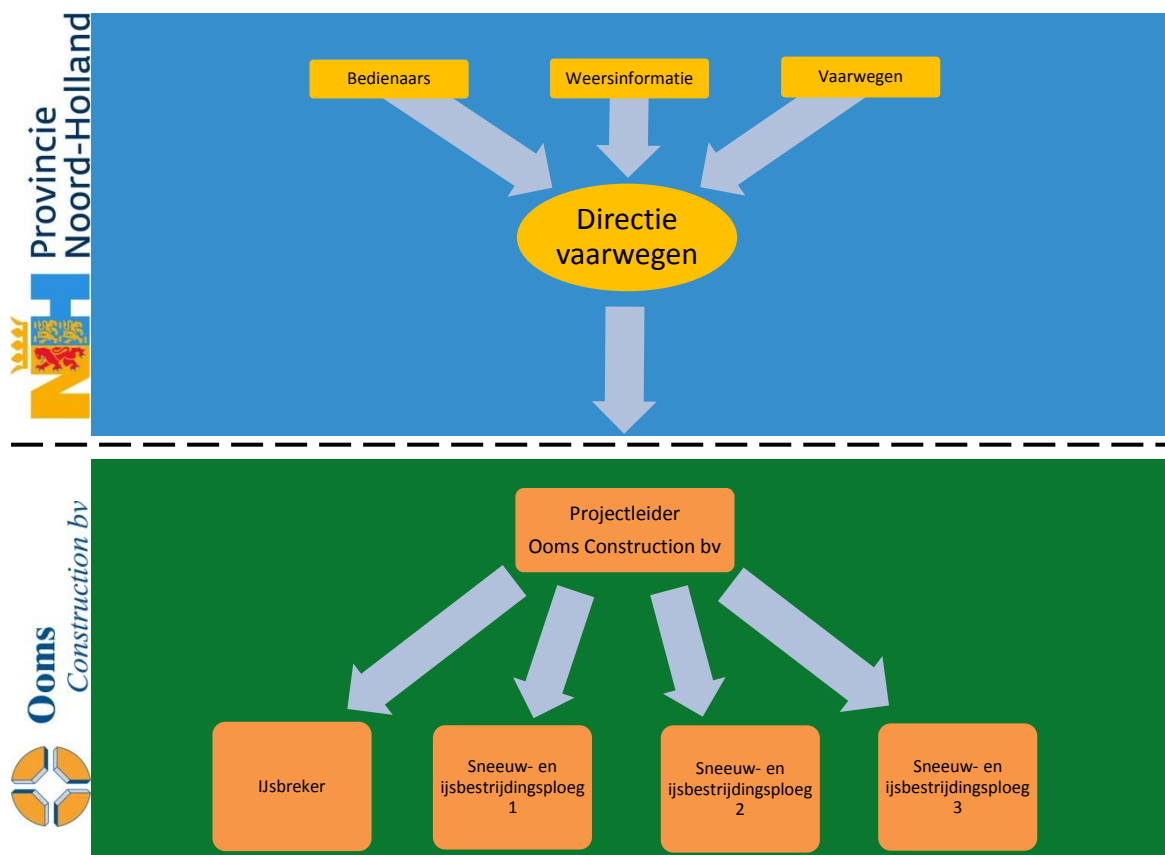 Provincie
Noord-Holland
Bedienaars
Weersinformatie
Vaarwegen
Directie
vaarwegen
Ooms
Construction bv
Projectleider
Ooms Construction bv
IJsbreker
Sneeuw- en
ijsbestrijdingsploeg
1
Sneeuw- en
ijsbestrijdingsploeg
2
Sneeuw- en
ijsbestrijdingsploeg
3